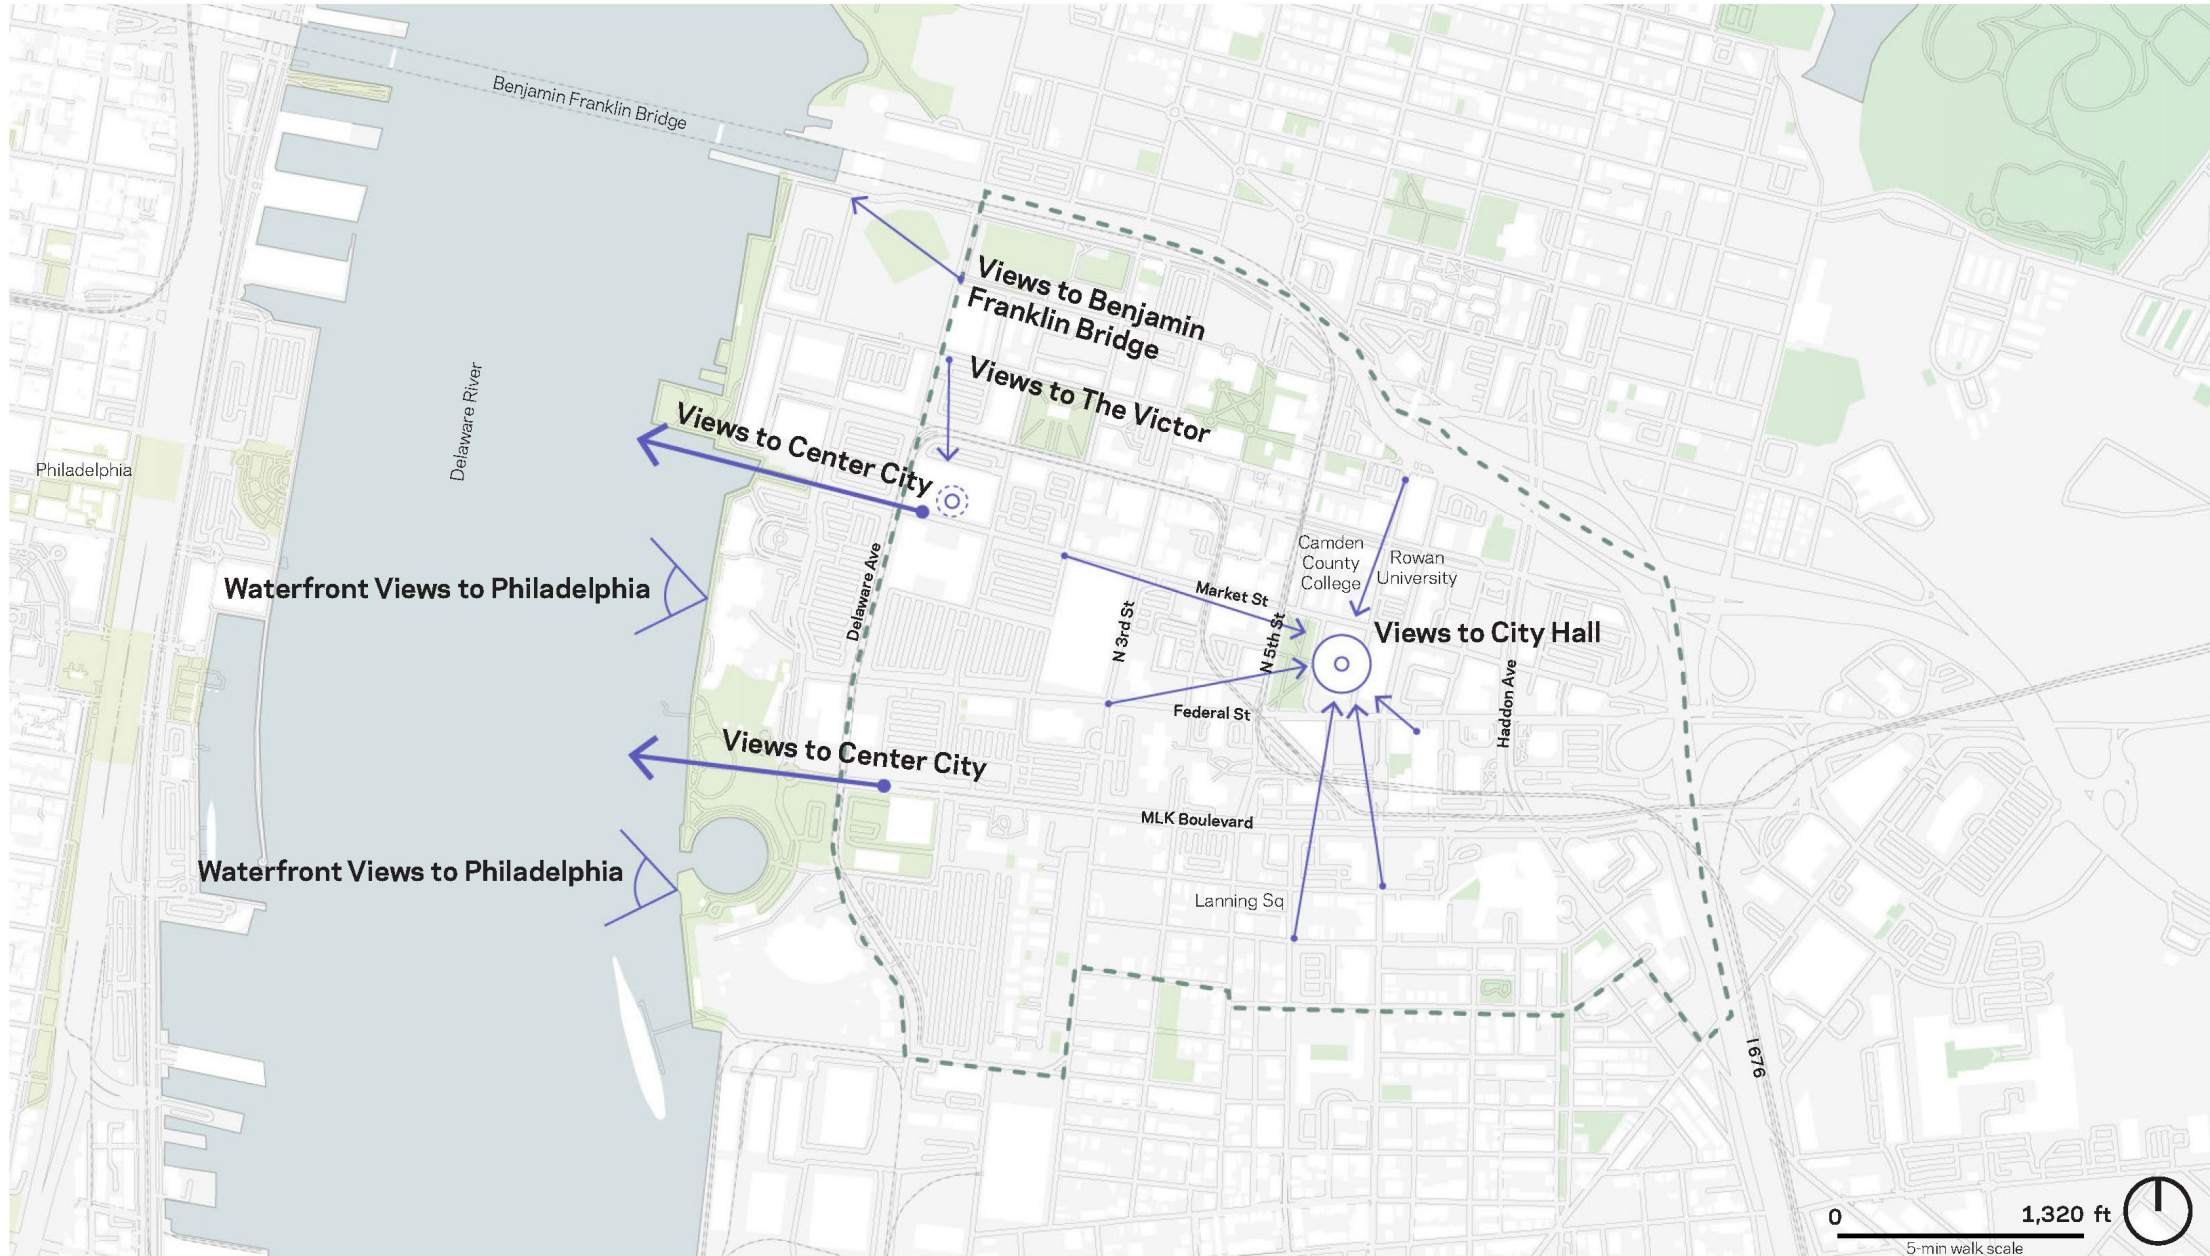 Benjamin Franklin Bridge
Views to Benjamin
Franklin Bridge
Views to The Victor
Views to Center City
Philadelphia
Delaware River
Waterfront Views to Philadelphia
Delaware Ave
Camden
County
College
Rowan
University
Market St
N 3rd St
N 5th St
Views to City Hall
Federal St
Haddon Ave
Views to Center City
MLK Boulevard
Waterfront Views to Philadelphia
Lanning Sq
I 676
0
1,320 ft
5-min walk scale